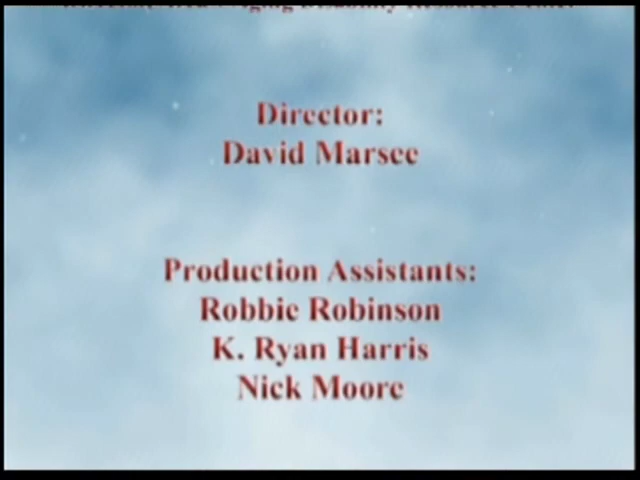 Director:
David Marsee
Production Assistants:
Robbie Robinson
K. Ryan Harris
Nick Moore